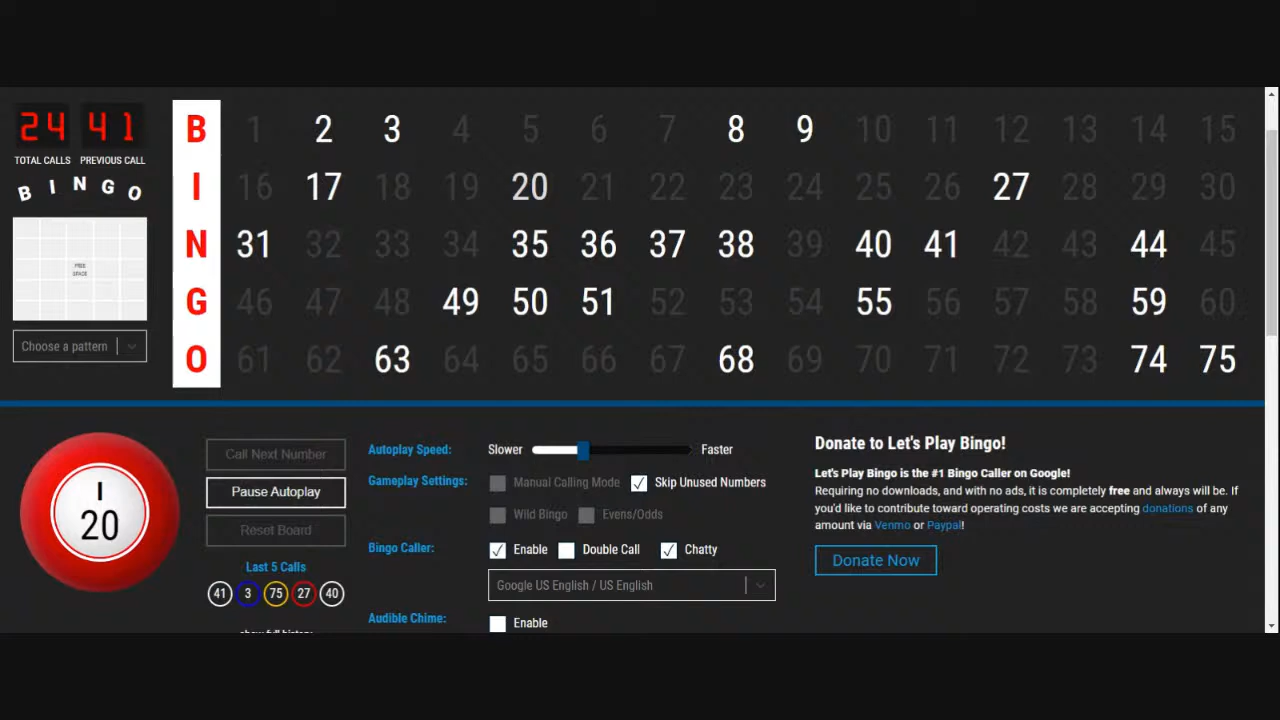 24 41
TOTAL CALLS PREVIOUS CALL
B I N G O
FREE
SPACE
Choose a pattern
B 1 2 3 4 5 6 7 8 9 10 11 12 13 14 15
I 16 17 18 19 20 21 22 23 24 25 26 27 28 29 30
N 31 32 33 34 35 36 37 38 39 40 41 42 43 44 45
G 46 47 48 49 50 51 52 53 54 55 56 57 58 59 60
O 61 62 63 64 65 66 67 68 69 70 71 72 73 74 75
I
20
Call Next Number
Pause Autoplay
Reset Board
Last 5 Calls
41 3 75 27 40
show full history
Autoplay Speed: Slower Faster
Gameplay Settings: Manual Calling Mode Skip Unused Numbers
Wild Bingo Evens/Odds
Bingo Caller: Enable Double Call Chatty
Google US English / US English
Audible Chime: Enable
Donate to Let's Play Bingo!
Let's Play Bingo is the #1 Bingo Caller on Google!
Requiring no downloads, and with no ads, it is completely free and always will be. If
you'd like to contribute toward operating costs we are accepting donations of any
amount via Venmo or Paypal!
Donate Now